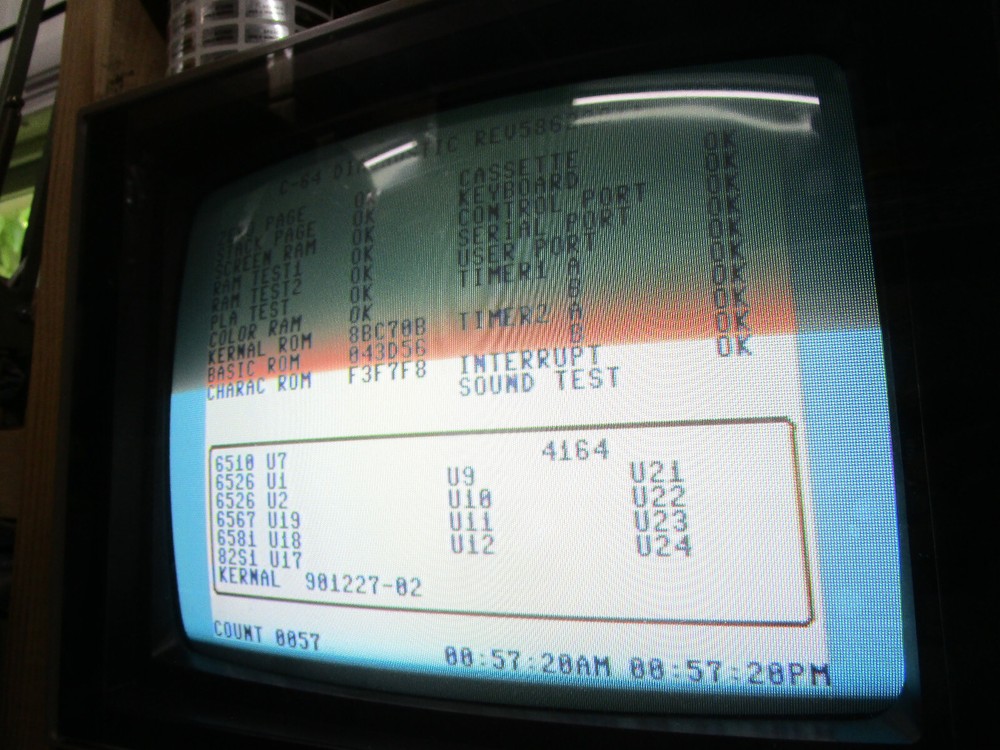 C-64 DIAGNOSTIC REV586
PAGE OK CASSETTE OK
STACK PAGE OK KEYBOARD OK
SCREEN RAM OK CONTROL PORT OK
RAM TEST1 OK SERIAL PORT OK
RAM TEST2 OK USER PORT OK
PLA TEST OK TIMER1 A OK
COLOR RAM OK B OK
KERNAL ROM 8BC70B TIMER2 A OK
BASIC ROM 043D56 B OK
CHARAC ROM F3F7F8 INTERRUPT OK
SOUND TEST
4164
6510 U7 U9 U21
6526 U1 U10 U22
6526 U2 U11 U23
6567 U19 U12 U24
6581 U18
82S1 U17
KERNAL 901227-02
COUNT 0057
00:57:20AM 00:57:20PM